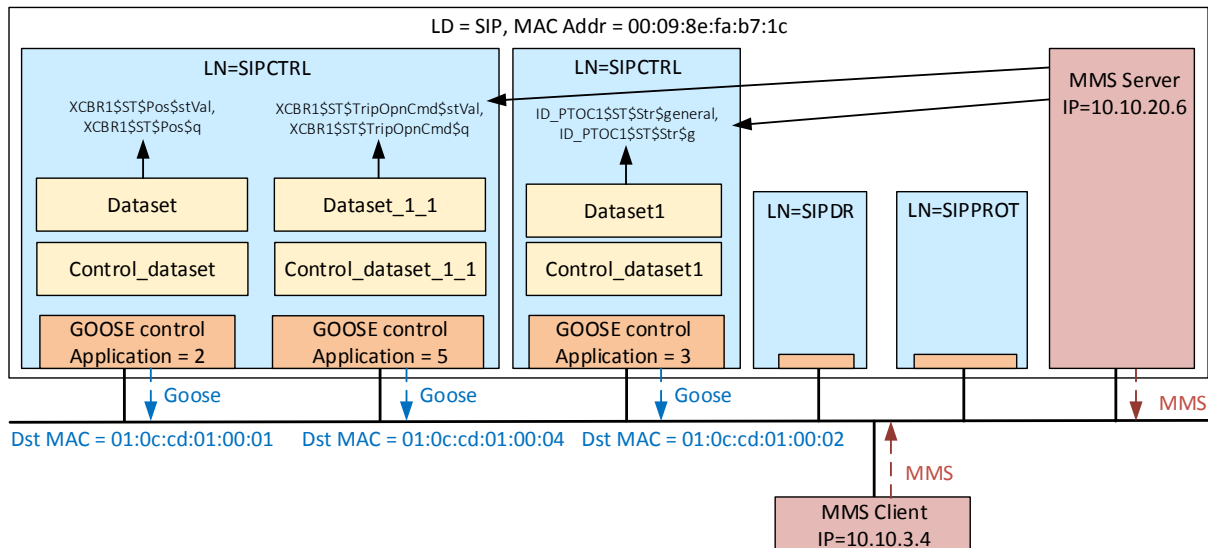 LD = SIP, MAC Addr = 00:09:8e:fa:b7:1c
LN=SIPCTRL
XCBR1$ST$Pos$stVal,
XCBR1$ST$Pos$q
XCBR1$ST$TripOpnCmd$stVal,
XCBR1$ST$TripOpnCmd$q
Dataset
Dataset_1_1
Control_dataset
Control_dataset_1_1
GOOSE control
Application = 2
GOOSE control
Application = 5
LN=SIPCTRL
ID_PTOC1$ST$Str$general,
ID_PTOC1$ST$Str$g
Dataset1
Control_dataset1
GOOSE control
Application = 3
LN=SIPDR
LN=SIPPROT
MMS Server
IP=10.10.20.6
Goose
Goose
Goose
MMS
Dst MAC = 01:0c:cd:01:00:01
Dst MAC = 01:0c:cd:01:00:04
Dst MAC = 01:0c:cd:01:00:02
MMS
MMS Client
IP=10.10.3.4